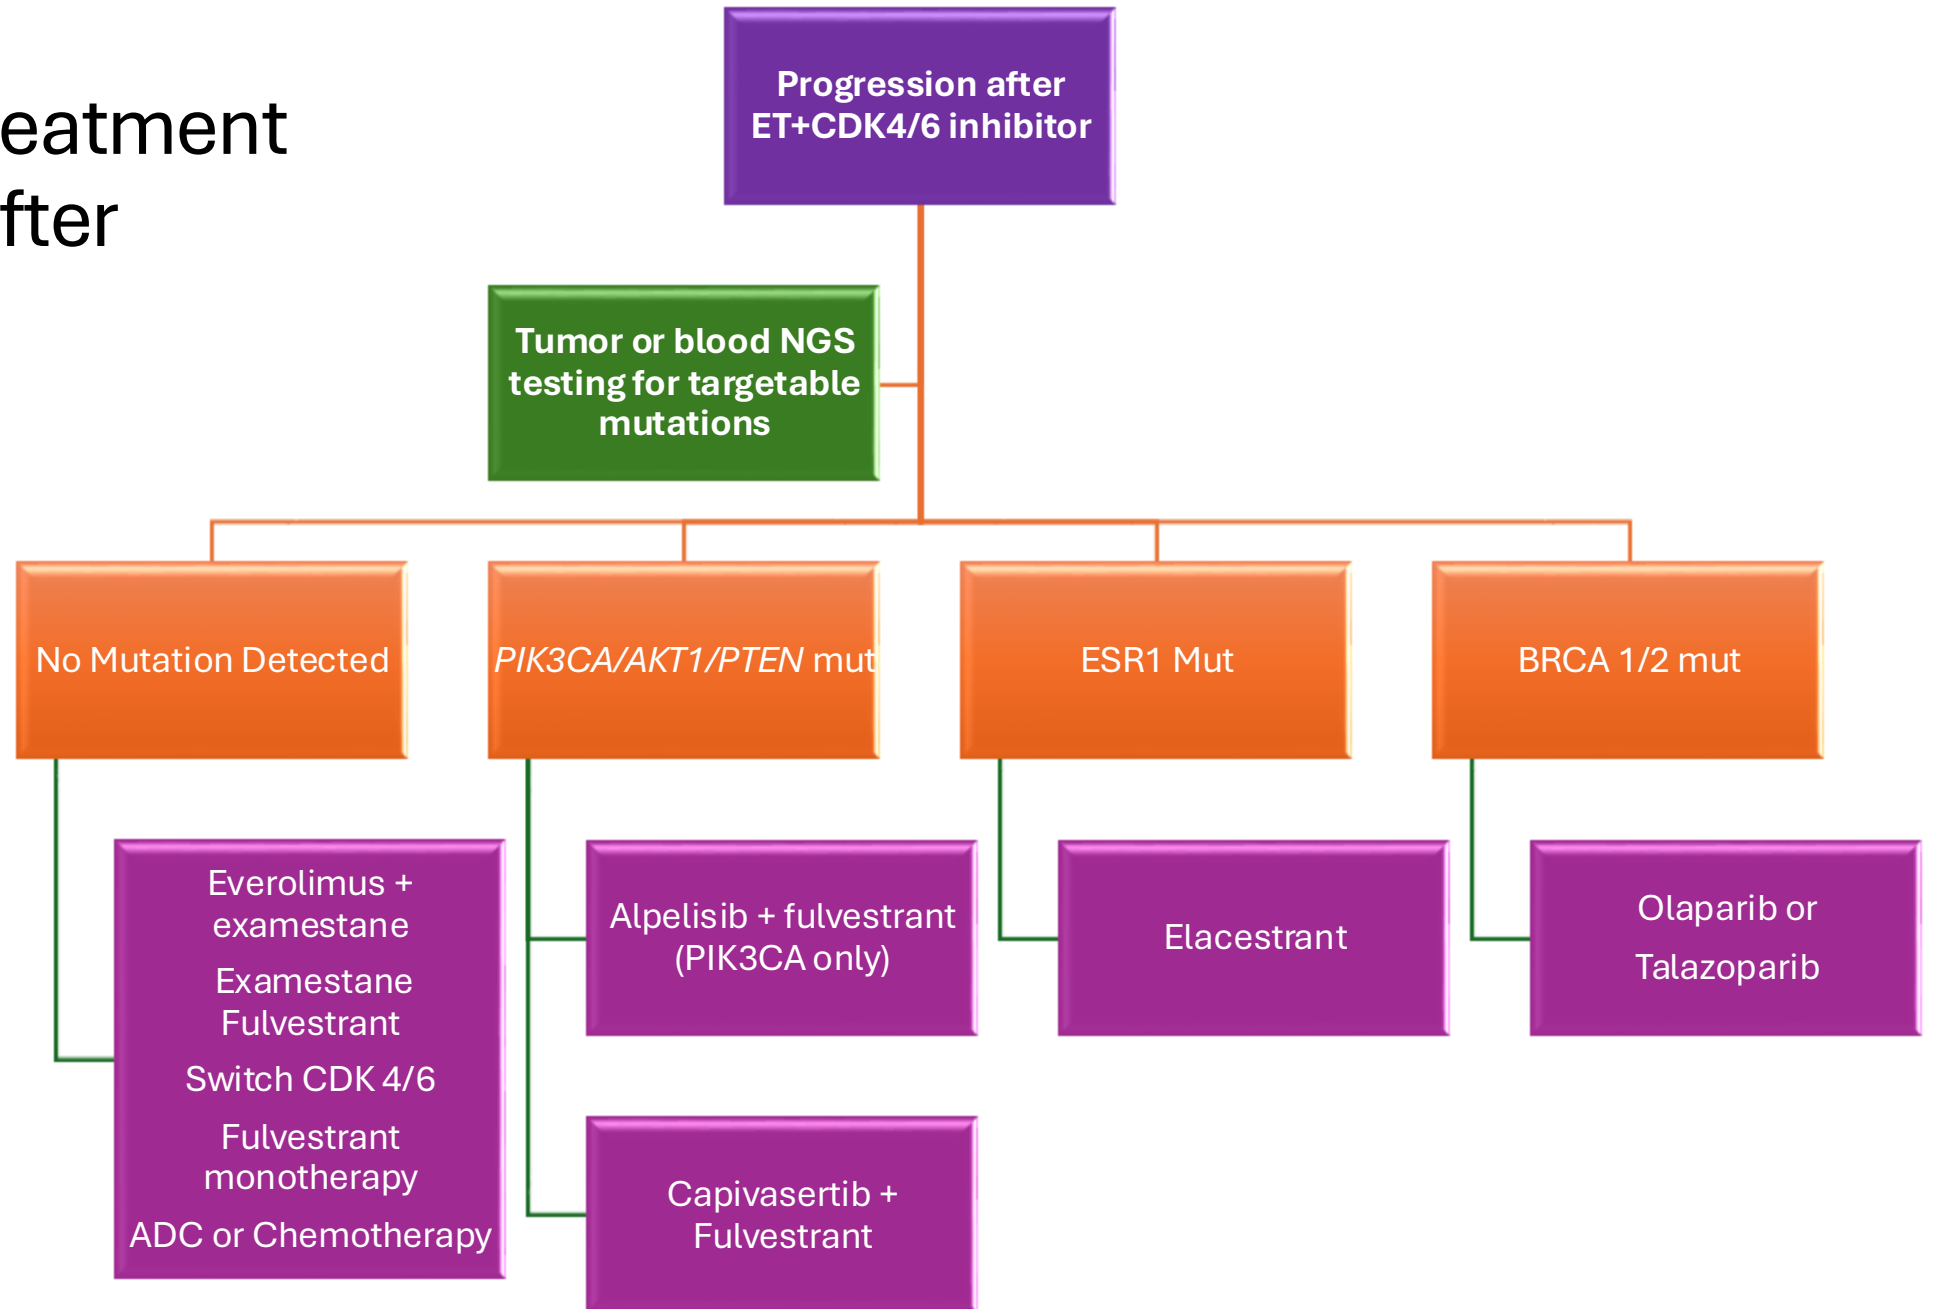 eatment
fter
Progression after
ET+CDK4/6 inhibitor
Tumor or blood NGS
testing for targetable
mutations
No Mutation Detected
PIK3CA/AKT1/PTEN mut
ESR1 Mut
BRCA 1/2 mut
Everolimus +
examestane
Examestane
Fulvestrant
Switch CDK 4/6
Fulvestrant
monotherapy
ADC or Chemotherapy
Alpelisib + fulvestrant
(PIK3CA only)
Capivasertib +
Fulvestrant
Elacestrant
Olaparib or
Talazoparib